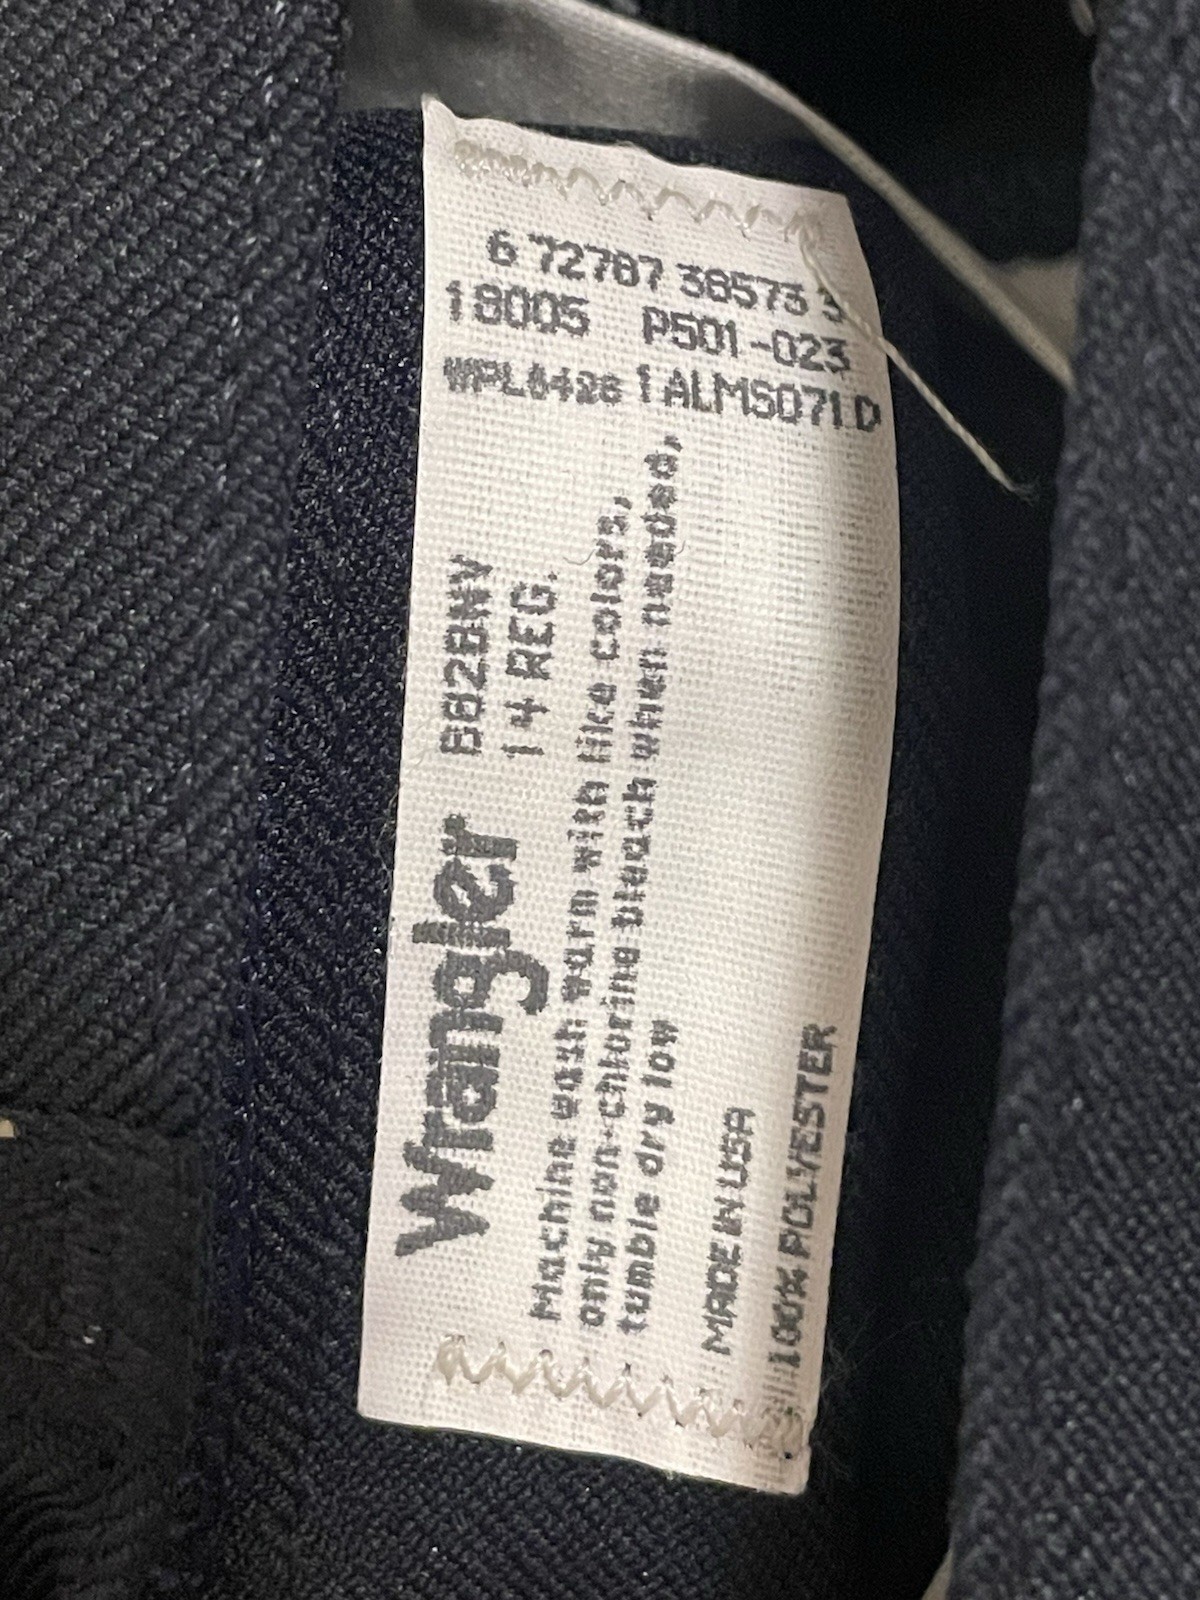 6 72787 38573 3
18005 P501-023
WPL8426 1ALMS071D
Wrangler
882BNV
14 REG.
Machine wash warm with like colors,
only non-chlorine bleach when needed,
tumble dry low
MADE IN USA
100% POLYESTER